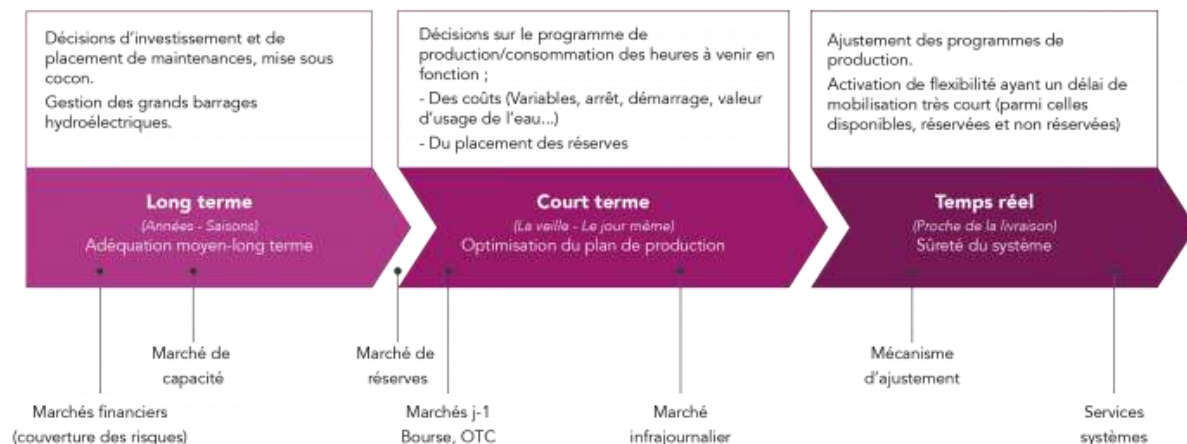 Décisions d'investissement et de
placement de maintenances, mise sous
cocon.
Gestion des grands barrages
hydroélectriques.
Décisions sur le programme de
production/consommation des heures à venir en
fonction ;
- Des coûts (Variables, arrêt, démarrage, valeur
d'usage de l'eau...)
- Du placement des réserves
Ajustement des programmes de
production.
Activation de flexibilité ayant un délai de
mobilisation très court (parmi celles
disponibles, réservées et non réservées)
Long terme
(Années - Saisons)
Adéquation moyen-long terme
Court terme
(La veille - Le jour même)
Optimisation du plan de production
Temps réel
(Proche de la livraison)
Sûreté du système
Marché de
capacité
Marché de
réserves
Mécanisme
d'ajustement
Marchés financiers
(couverture des risques)
Marchés j-1
Bourse, OTC
Marché
infrajournalier
Services
systèmes